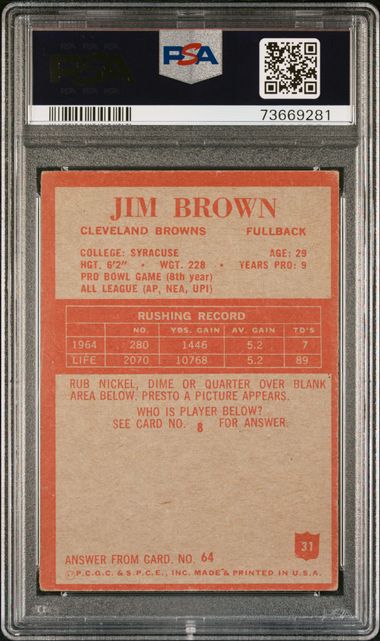 PSA
PSA
73669281
JIM BROWN
CLEVELAND BROWNS FULLBACK
COLLEGE: SYRACUSE AGE: 29
HGT. 6'2" • WGT. 228 • YEARS PRO: 9
PRO BOWL GAME (8th year)
ALL LEAGUE (AP, NEA, UPI)
RUSHING RECORD
NO. YDS. GAIN AV. GAIN TD'S
1964 280 1446 5.2 7
LIFE 2070 10768 5.2 89
RUB NICKEL, DIME OR QUARTER OVER BLANK
AREA BELOW. PRESTO A PICTURE APPEARS.
WHO IS PLAYER BELOW?
SEE CARD NO. 8 FOR ANSWER.
31
ANSWER FROM CARD. NO. 64
©P.C.G.C. & S.P.C.E., INC. MADE & PRINTED IN U.S.A.